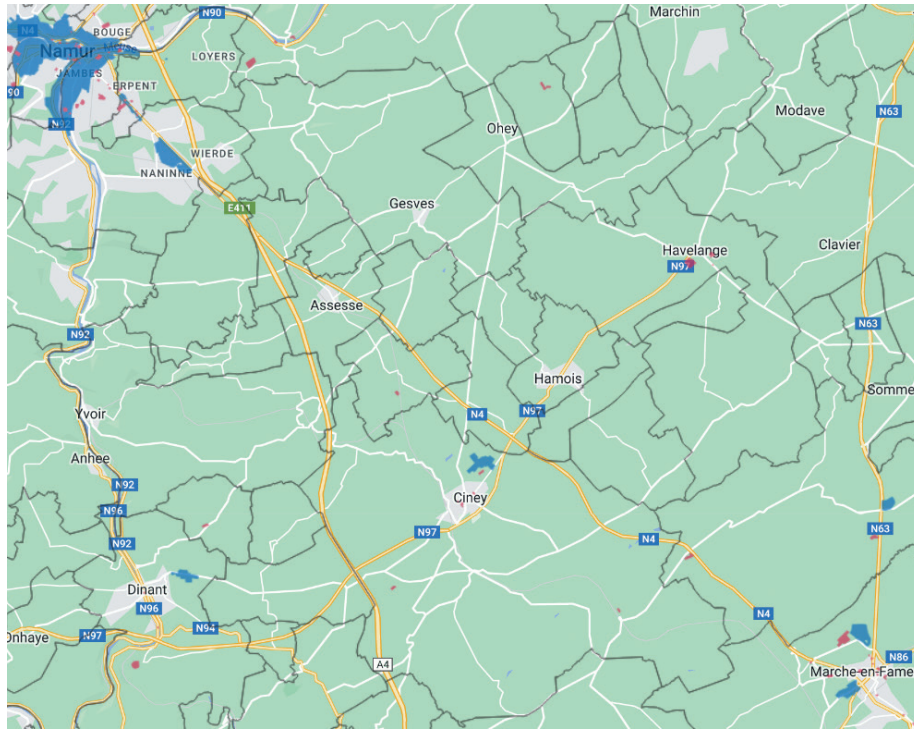 N90
Marchin
N4
BOUGE
Meuse
Namur
LOYERS
JAMBES
ERPENT
90
N92
N63
Modave
Ohey
WIERDE
NANINNE
E411
Gesves
Havelange
Clavier
N97
Assesse
N63
N92
Hamois
Somme
Yvoir
N4
N97
Anhee
N92
Ciney
N96
N63
N92
N97
N4
Dinant
N96
N4
N94
Onhaye
N97
N86
A4
Marche-en-Fame